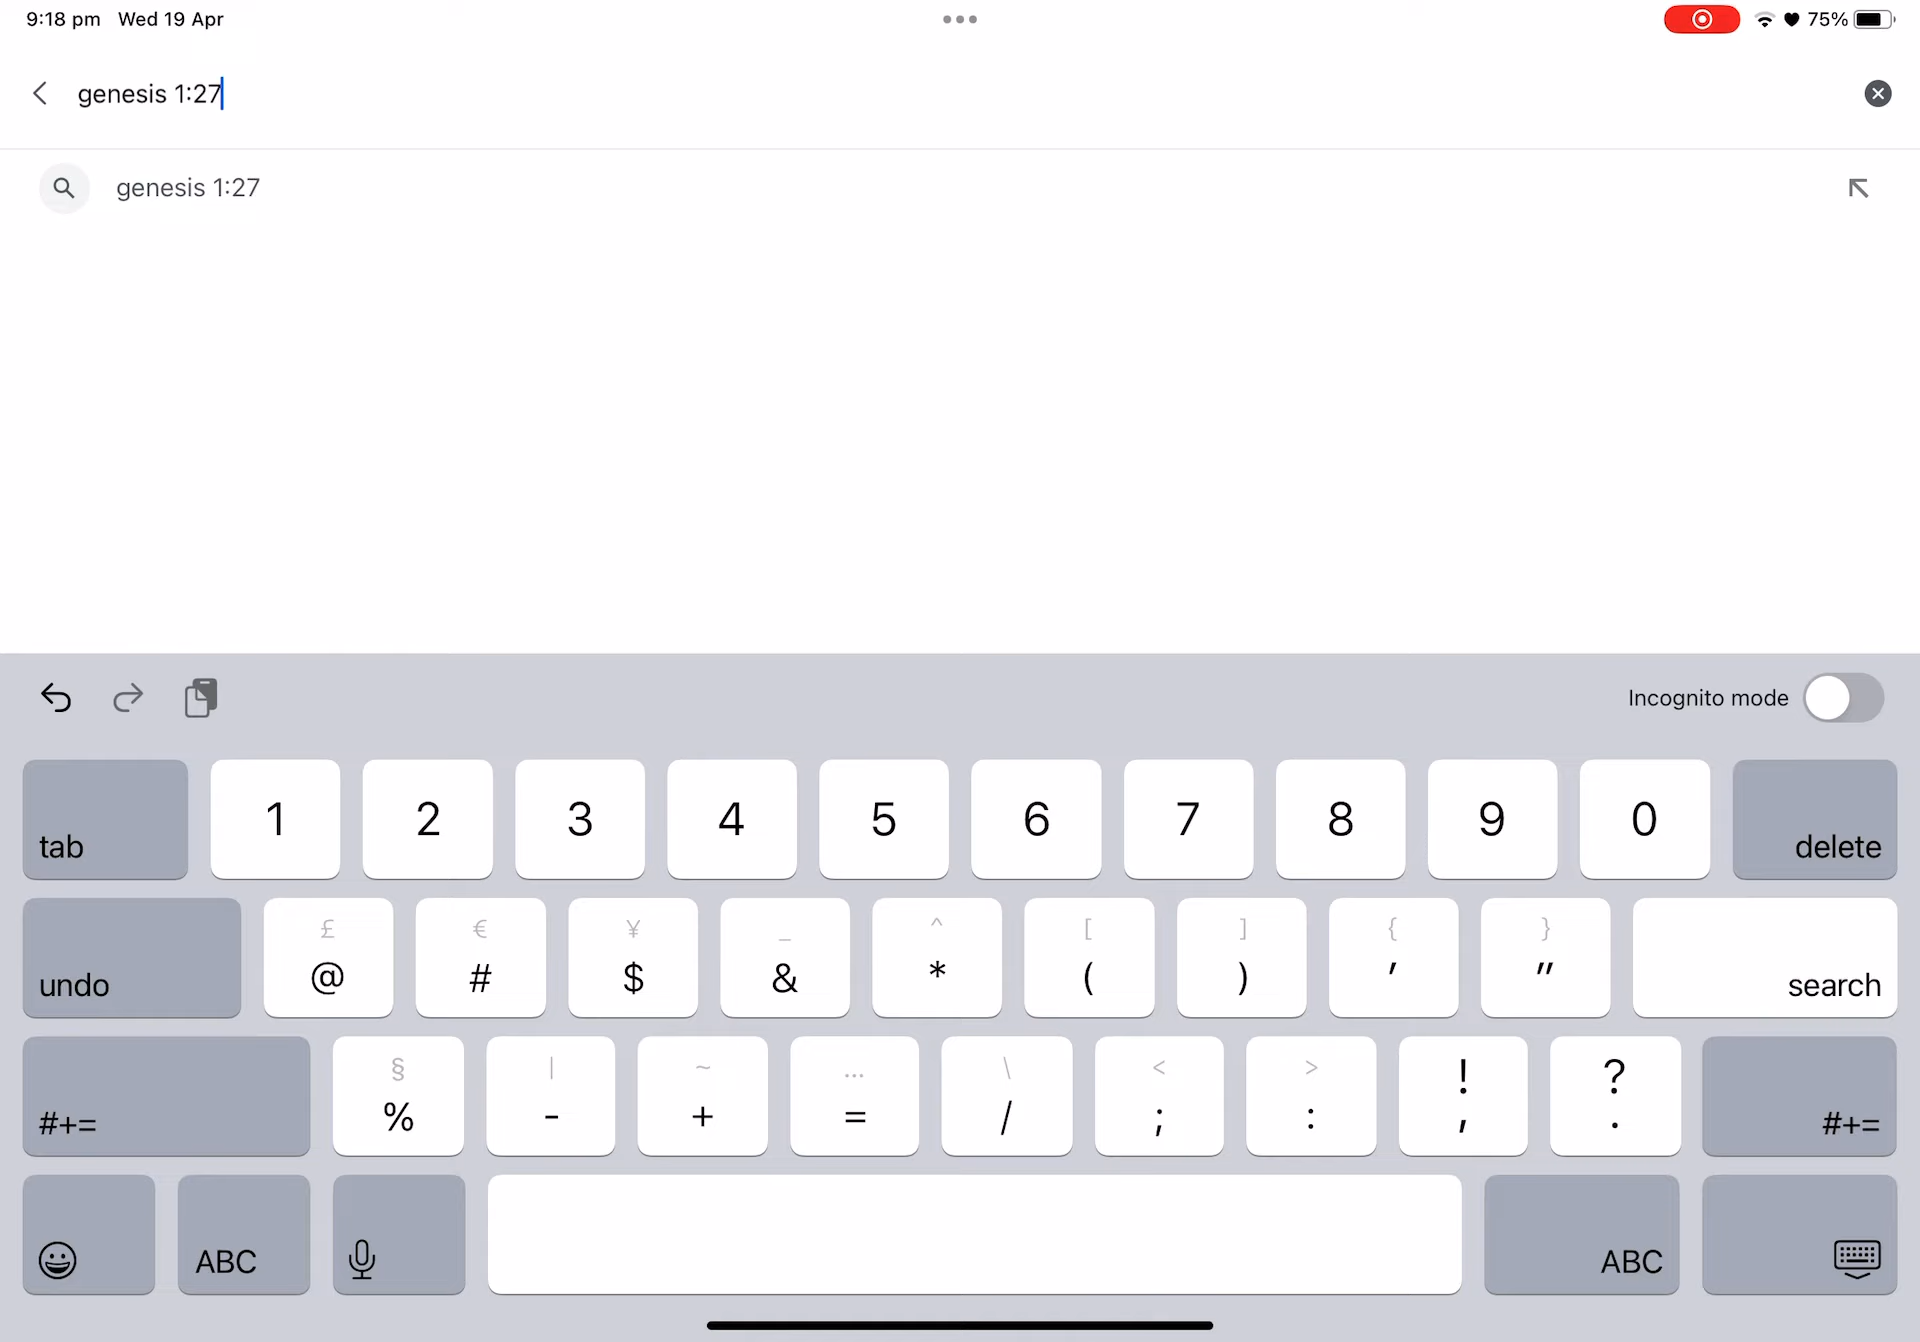 9:18 pm Wed 19 Apr 75%
genesis 1:27
genesis 1:27
Incognito mode
tab 1 2 3 4 5 6 7 8 9 0 delete
£ € ¥ _ ^ [ ] { }
undo @ # $ & * ( ) ' " search
§ | ~ … \ < > ! ?
#+= % - + = / ; : , . #+=
ABC ABC